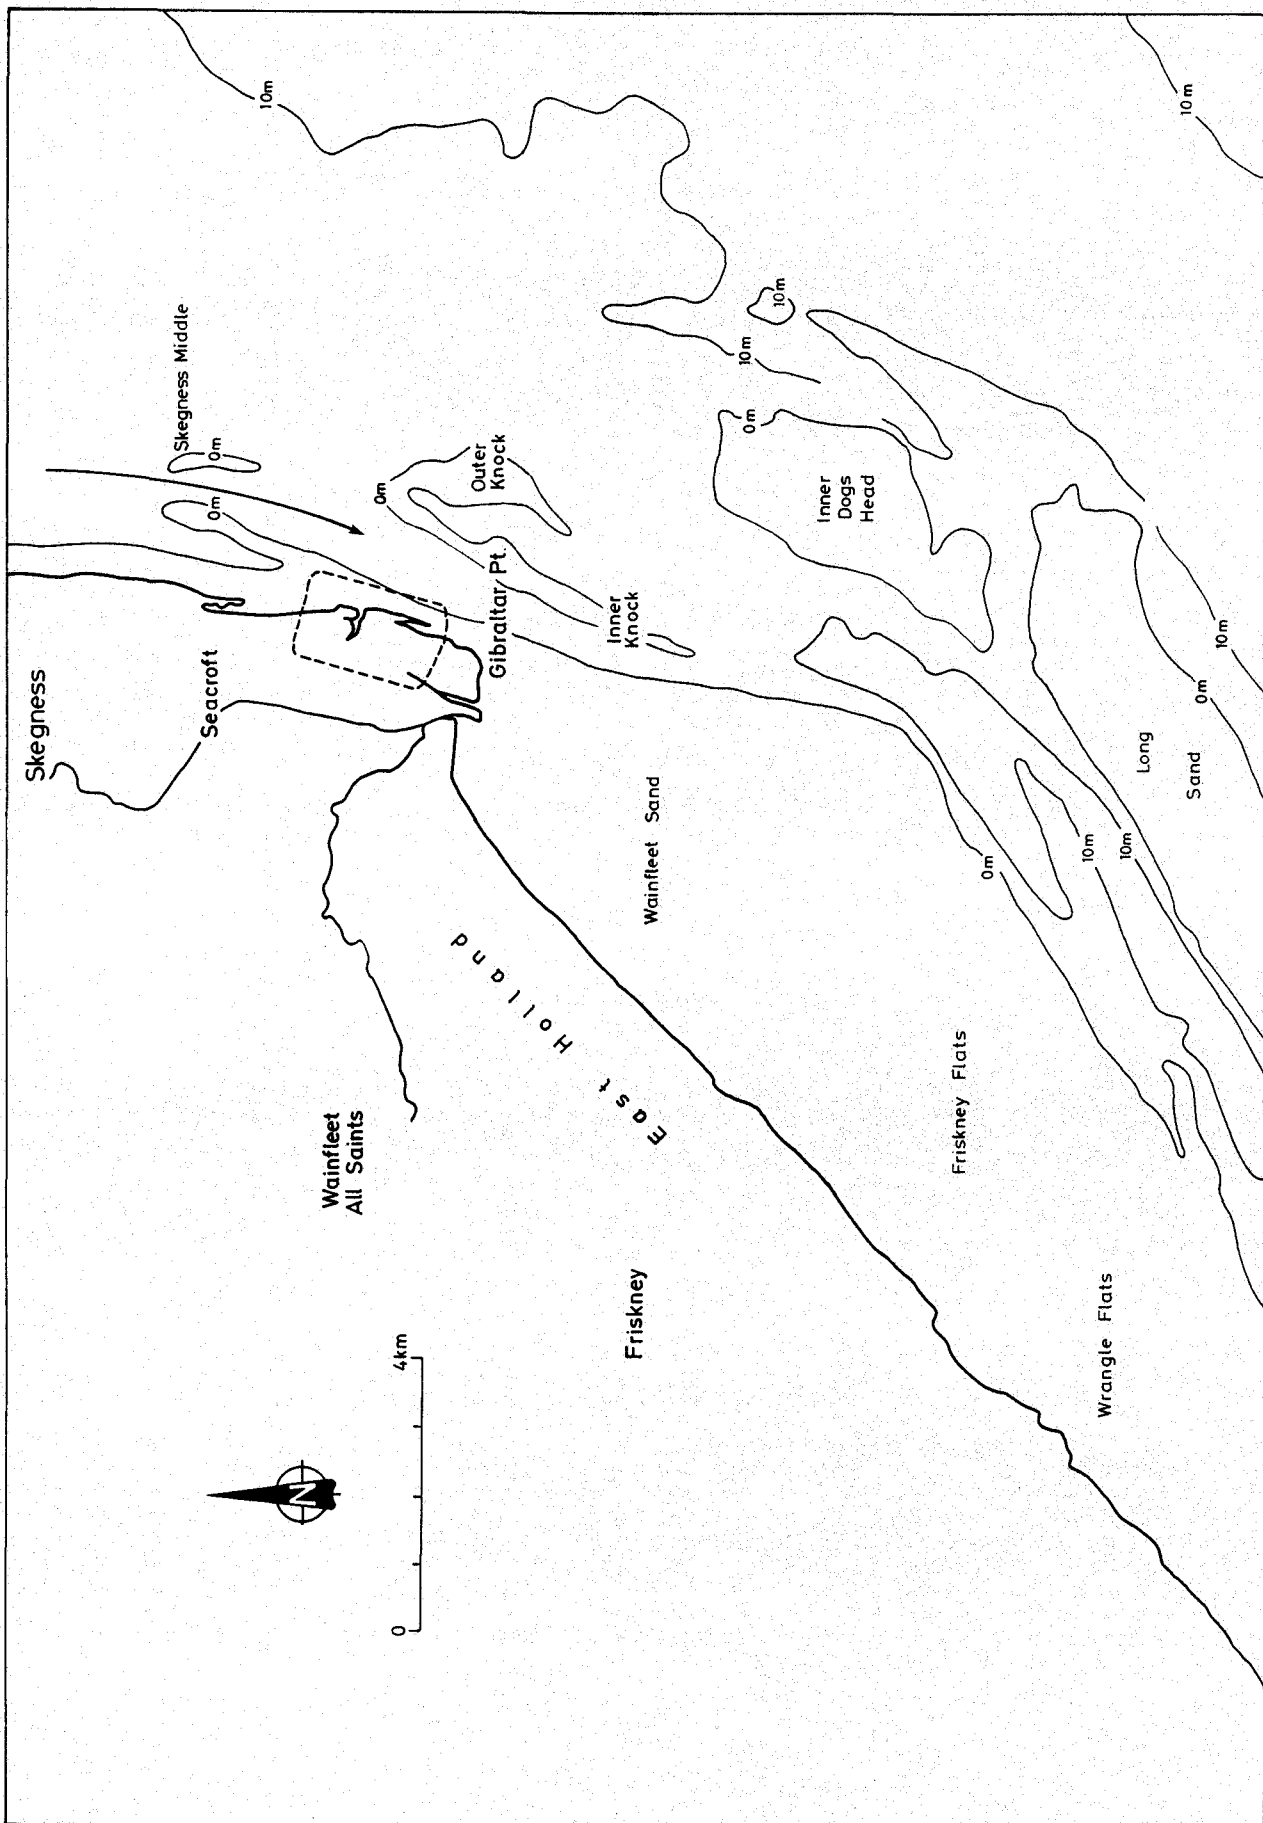 Skegness
Seacroft
Skegness Middle
0m
0m
10m
10m
Wainfleet
All Saints
Gibraltar Pt.
0m
Outer
Knock
Inner
Knock
East Holland
Friskney
Wainfleet Sand
Inner
Dogs
Head
0m
10m
10m
Friskney Flats
0m
10m
10m
Long
Sand
0m
10m
Wrangle Flats
N
0
4km